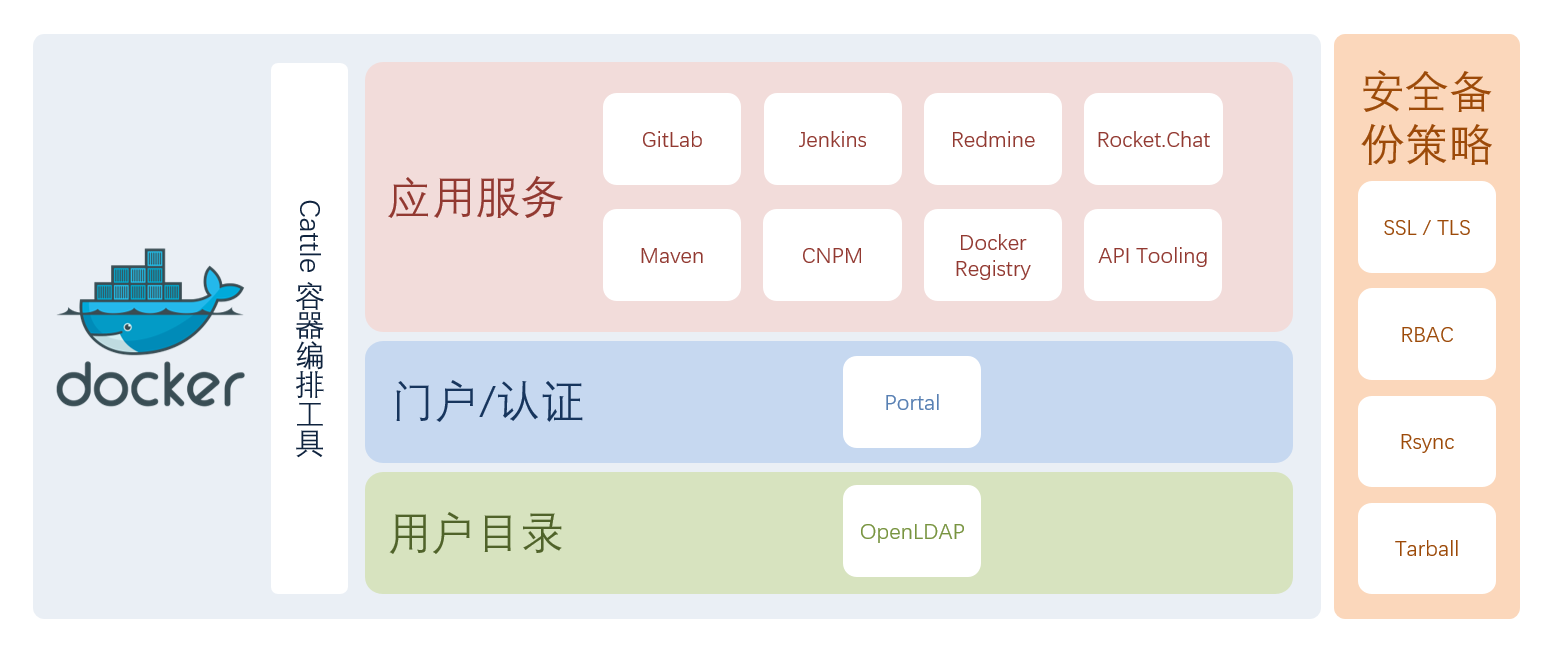 docker
Cattle 容器编排工具
应用服务
GitLab
Jenkins
Redmine
Rocket.Chat
Maven
CNPM
Docker
Registry
API Tooling
门户/认证
Portal
用户目录
OpenLDAP
安全备
份策略
SSL / TLS
RBAC
Rsync
Tarball